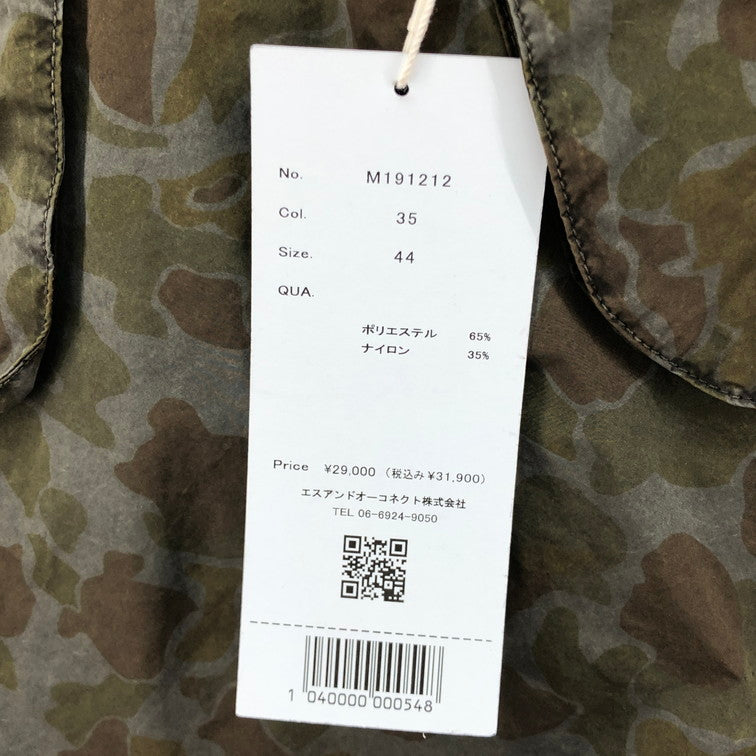 No. M191212
Col. 35
Size. 44
QUA.
ポリエステル 65%
ナイロン 35%
Price ¥29,000 (税込み¥31,900)
エスアンドオーコネクト株式会社
TEL 06-6924-9050
1 040000 000548